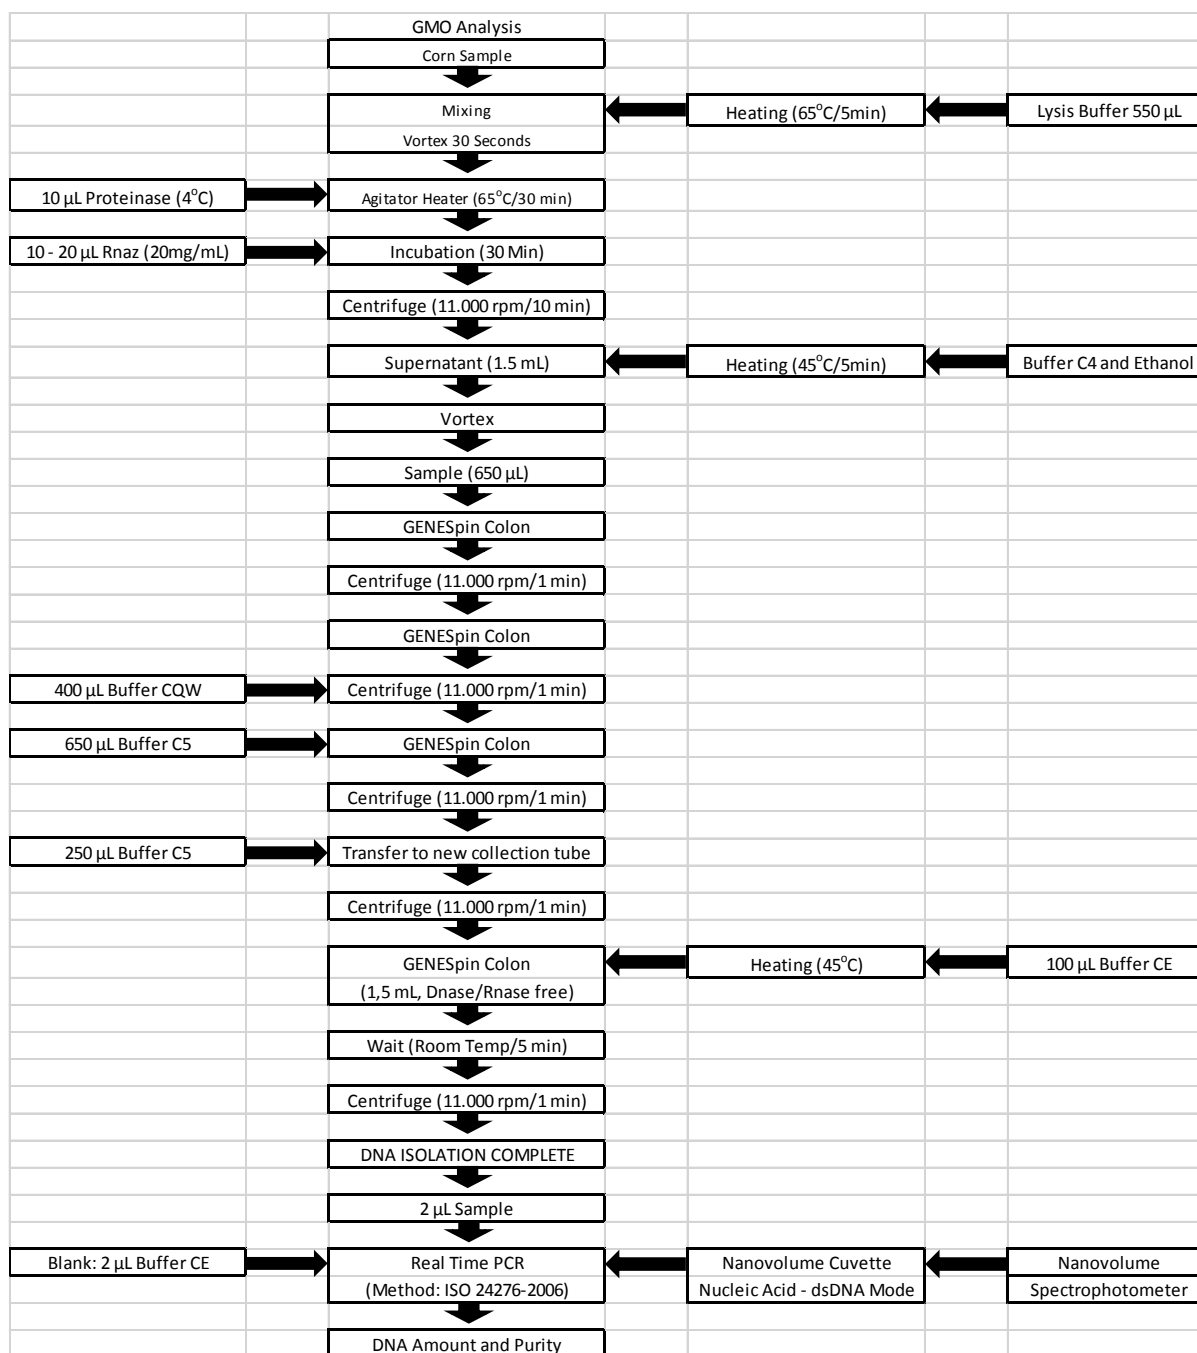 GMO Analysis
Corn Sample
Mixing
Heating (65°C/5min)
Lysis Buffer 550 µL
Vortex 30 Seconds
10 µL Proteinase (4°C)
Agitator Heater (65°C/30 min)
10 - 20 µL Rnaz (20mg/mL)
Incubation (30 Min)
Centrifuge (11.000 rpm/10 min)
Supernatant (1.5 mL)
Heating (45°C/5min)
Buffer C4 and Ethanol
Vortex
Sample (650 µL)
GENESpin Colon
Centrifuge (11.000 rpm/1 min)
GENESpin Colon
400 µL Buffer CQW
Centrifuge (11.000 rpm/1 min)
650 µL Buffer C5
GENESpin Colon
Centrifuge (11.000 rpm/1 min)
250 µL Buffer C5
Transfer to new collection tube
Centrifuge (11.000 rpm/1 min)
GENESpin Colon
Heating (45°C)
100 µL Buffer CE
(1,5 mL, Dnase/Rnase free)
Wait (Room Temp/5 min)
Centrifuge (11.000 rpm/1 min)
DNA ISOLATION COMPLETE
2 µL Sample
Blank: 2 µL Buffer CE
Real Time PCR
Nanovolume Cuvette
Nanovolume
(Method: ISO 24276-2006)
Nucleic Acid - dsDNA Mode
Spectrophotometer
DNA Amount and Purity